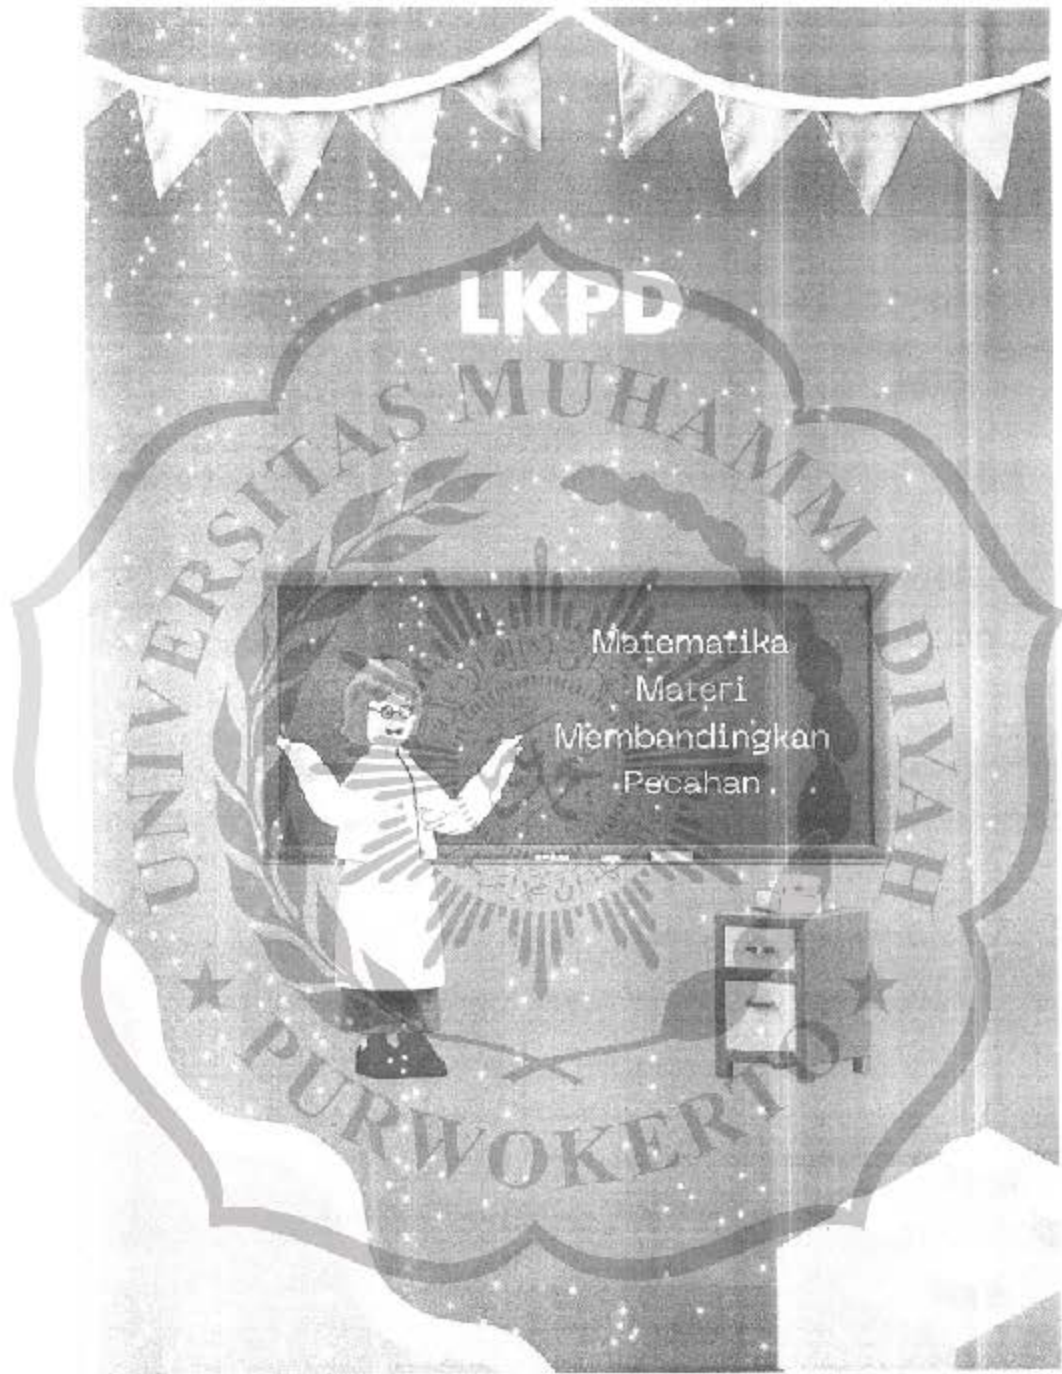 LKPD
UNIVERSITAS MUHAMMADIYAH
Matematika
Materi
Membandingkan
Pecahan
PURWOKERTO